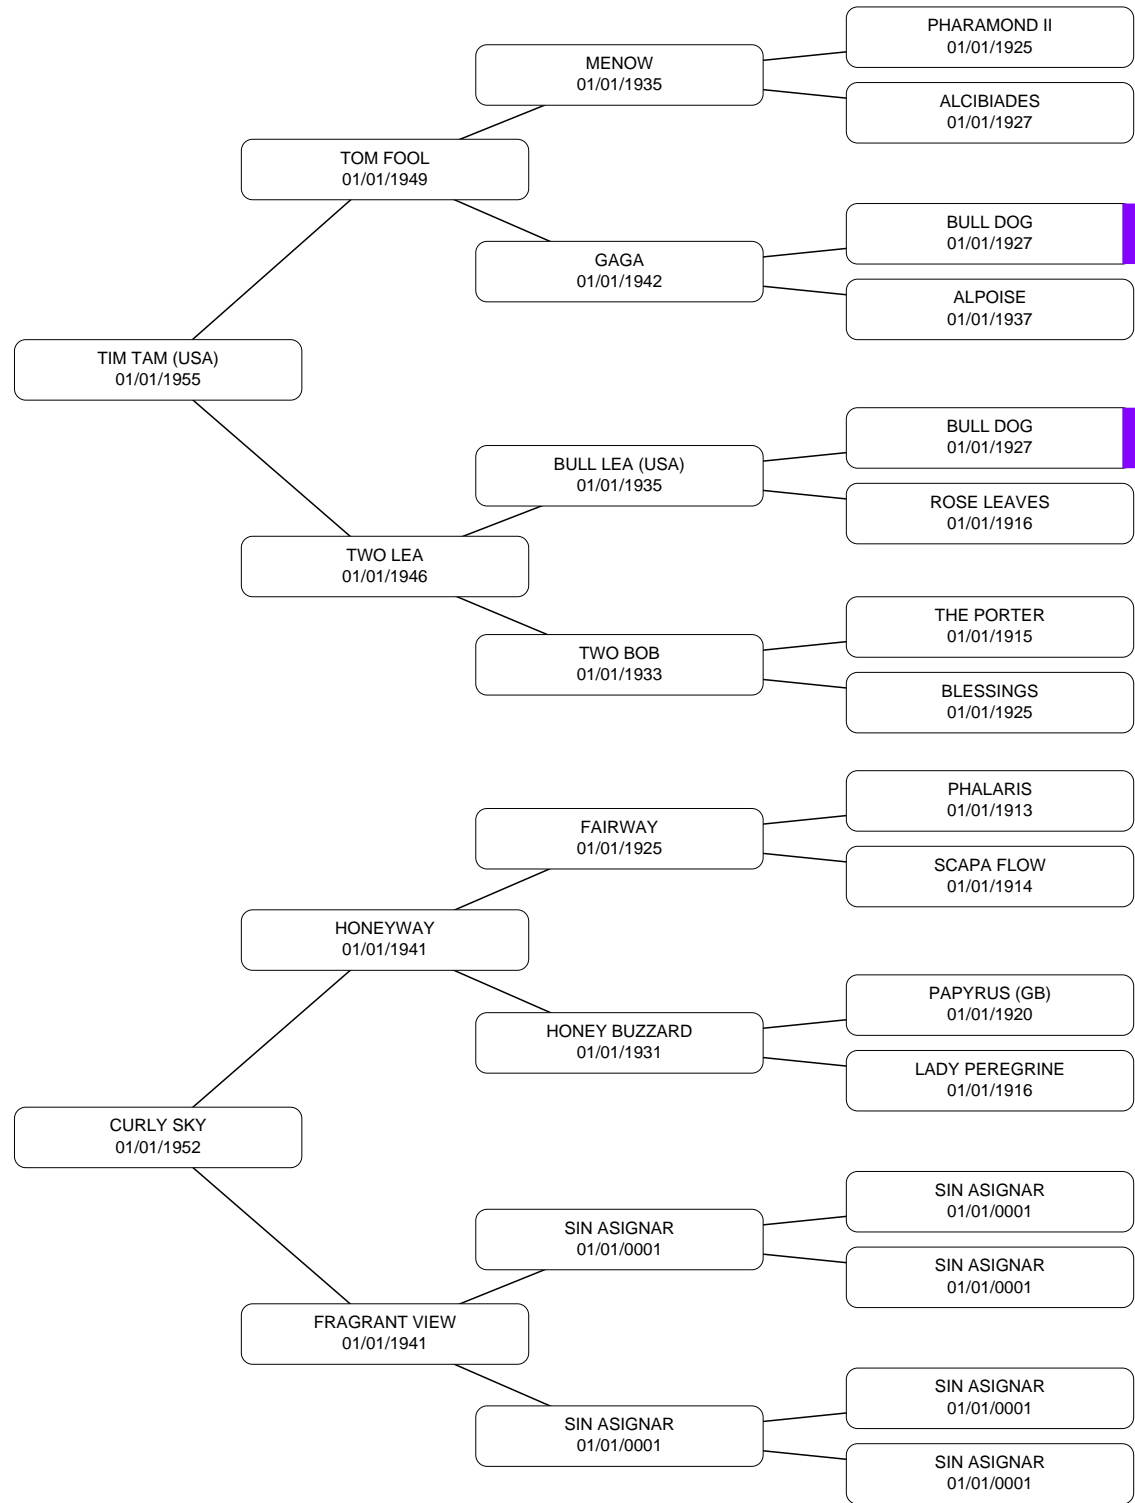 PHARAMOND II
01/01/1925
MENOW
01/01/1935
ALCIBIADES
01/01/1927
TOM FOOL
01/01/1949
BULL DOG
01/01/1927
GAGA
01/01/1942
ALPOISE
01/01/1937
TIM TAM (USA)
01/01/1955
BULL DOG
01/01/1927
BULL LEA (USA)
01/01/1935
ROSE LEAVES
01/01/1916
TWO LEA
01/01/1946
THE PORTER
01/01/1915
TWO BOB
01/01/1933
BLESSINGS
01/01/1925
PHALARIS
01/01/1913
FAIRWAY
01/01/1925
SCAPA FLOW
01/01/1914
HONEYWAY
01/01/1941
PAPYRUS (GB)
01/01/1920
HONEY BUZZARD
01/01/1931
LADY PEREGRINE
01/01/1916
CURLY SKY
01/01/1952
SIN ASIGNAR
01/01/0001
SIN ASIGNAR
01/01/0001
SIN ASIGNAR
01/01/0001
FRAGRANT VIEW
01/01/1941
SIN ASIGNAR
01/01/0001
SIN ASIGNAR
01/01/0001
SIN ASIGNAR
01/01/0001